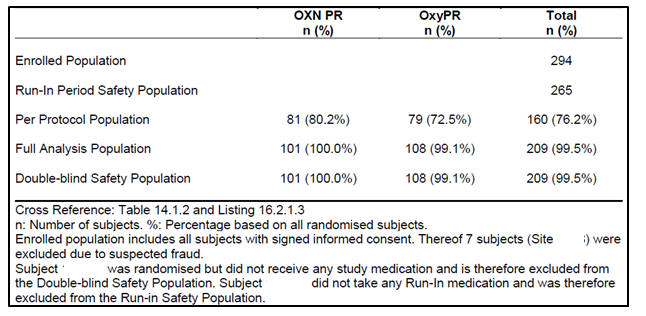 OXN PR OxyPR Total
n (%) n (%) n (%)
Enrolled Population 294
Run-In Period Safety Population 265
Per Protocol Population 81 (80.2%) 79 (72.5%) 160 (76.2%)
Full Analysis Population 101 (100.0%) 108 (99.1%) 209 (99.5%)
Double-blind Safety Population 101 (100.0%) 108 (99.1%) 209 (99.5%)
Cross Reference: Table 14.1.2 and Listing 16.2.1.3
n: Number of subjects. %: Percentage based on all randomised subjects.
Enrolled population includes all subjects with signed informed consent. Thereof 7 subjects (Site ) were
excluded due to suspected fraud.
Subject was randomised but did not receive any study medication and is therefore excluded from
the Double-blind Safety Population. Subject did not take any Run-In medication and was therefore
excluded from the Run-in Safety Population.